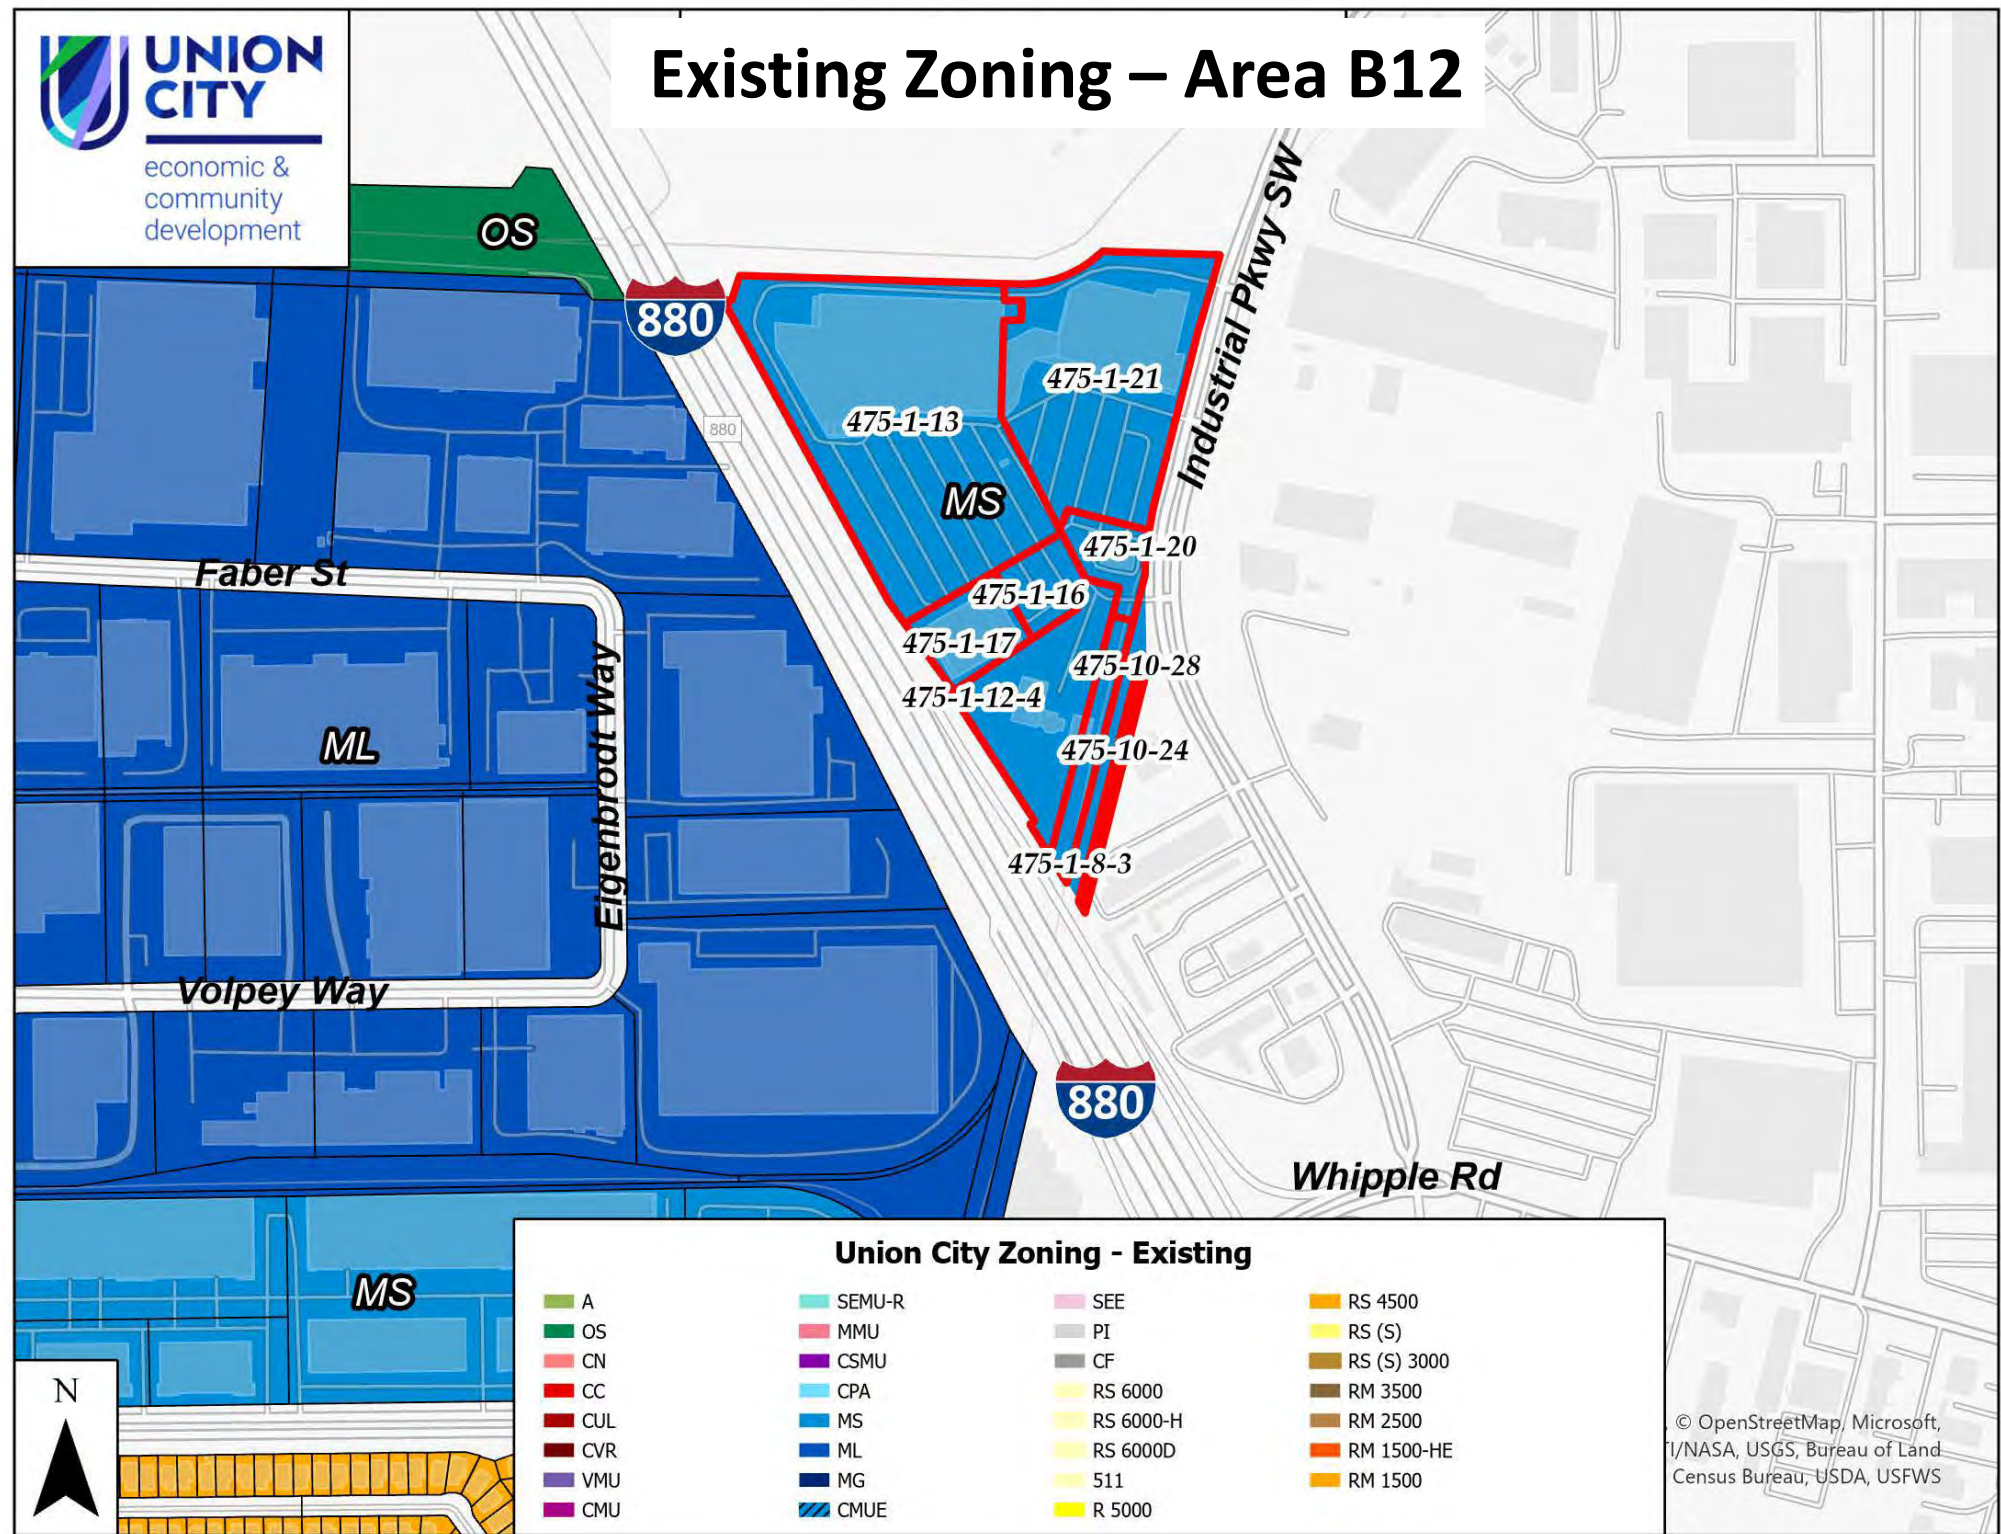 UNION
CITY
economic &
community
development
Existing Zoning – Area B12
OS
880
Industrial Pkwy SW
475-1-21
475-1-13
880
MS
475-1-20
Faber St
475-1-16
475-1-17
475-10-28
475-1-12-4
Eigenbrodt Way
ML
475-10-24
475-1-8-3
Volpey Way
880
Whipple Rd
MS
Union City Zoning - Existing
A
OS
CN
CC
CUL
CVR
VMU
CMU
SEMU-R
MMU
CSMU
CPA
MS
ML
MG
CMUE
SEE
PI
CF
RS 6000
RS 6000-H
RS 6000D
511
R 5000
RS 4500
RS (S)
RS (S) 3000
RM 3500
RM 2500
RM 1500-HE
RM 1500
N
© OpenStreetMap, Microsoft,
/NASA, USGS, Bureau of Land
Census Bureau, USDA, USFWS